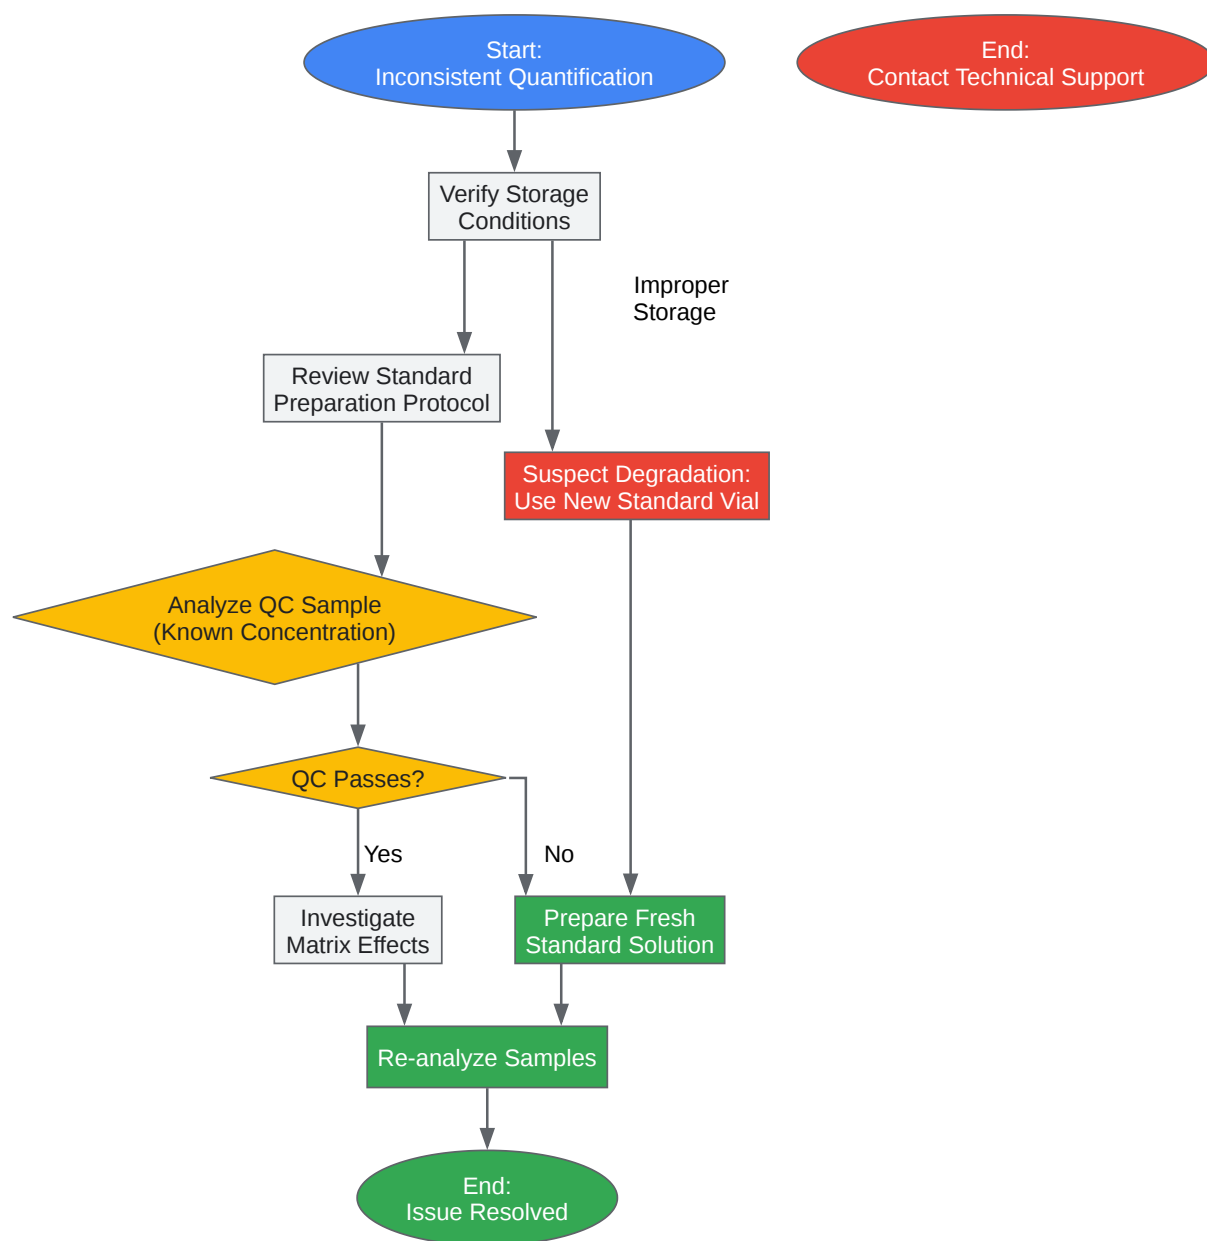 Start:
Inconsistent Quantification
End:
Contact Technical Support
Verify Storage
Conditions
Improper
Storage
Review Standard
Preparation Protocol
Suspect Degradation:
Use New Standard Vial
Analyze QC Sample
(Known Concentration)
QC Passes?
Yes
No
Investigate
Matrix Effects
Prepare Fresh
Standard Solution
Re-analyze Samples
End:
Issue Resolved